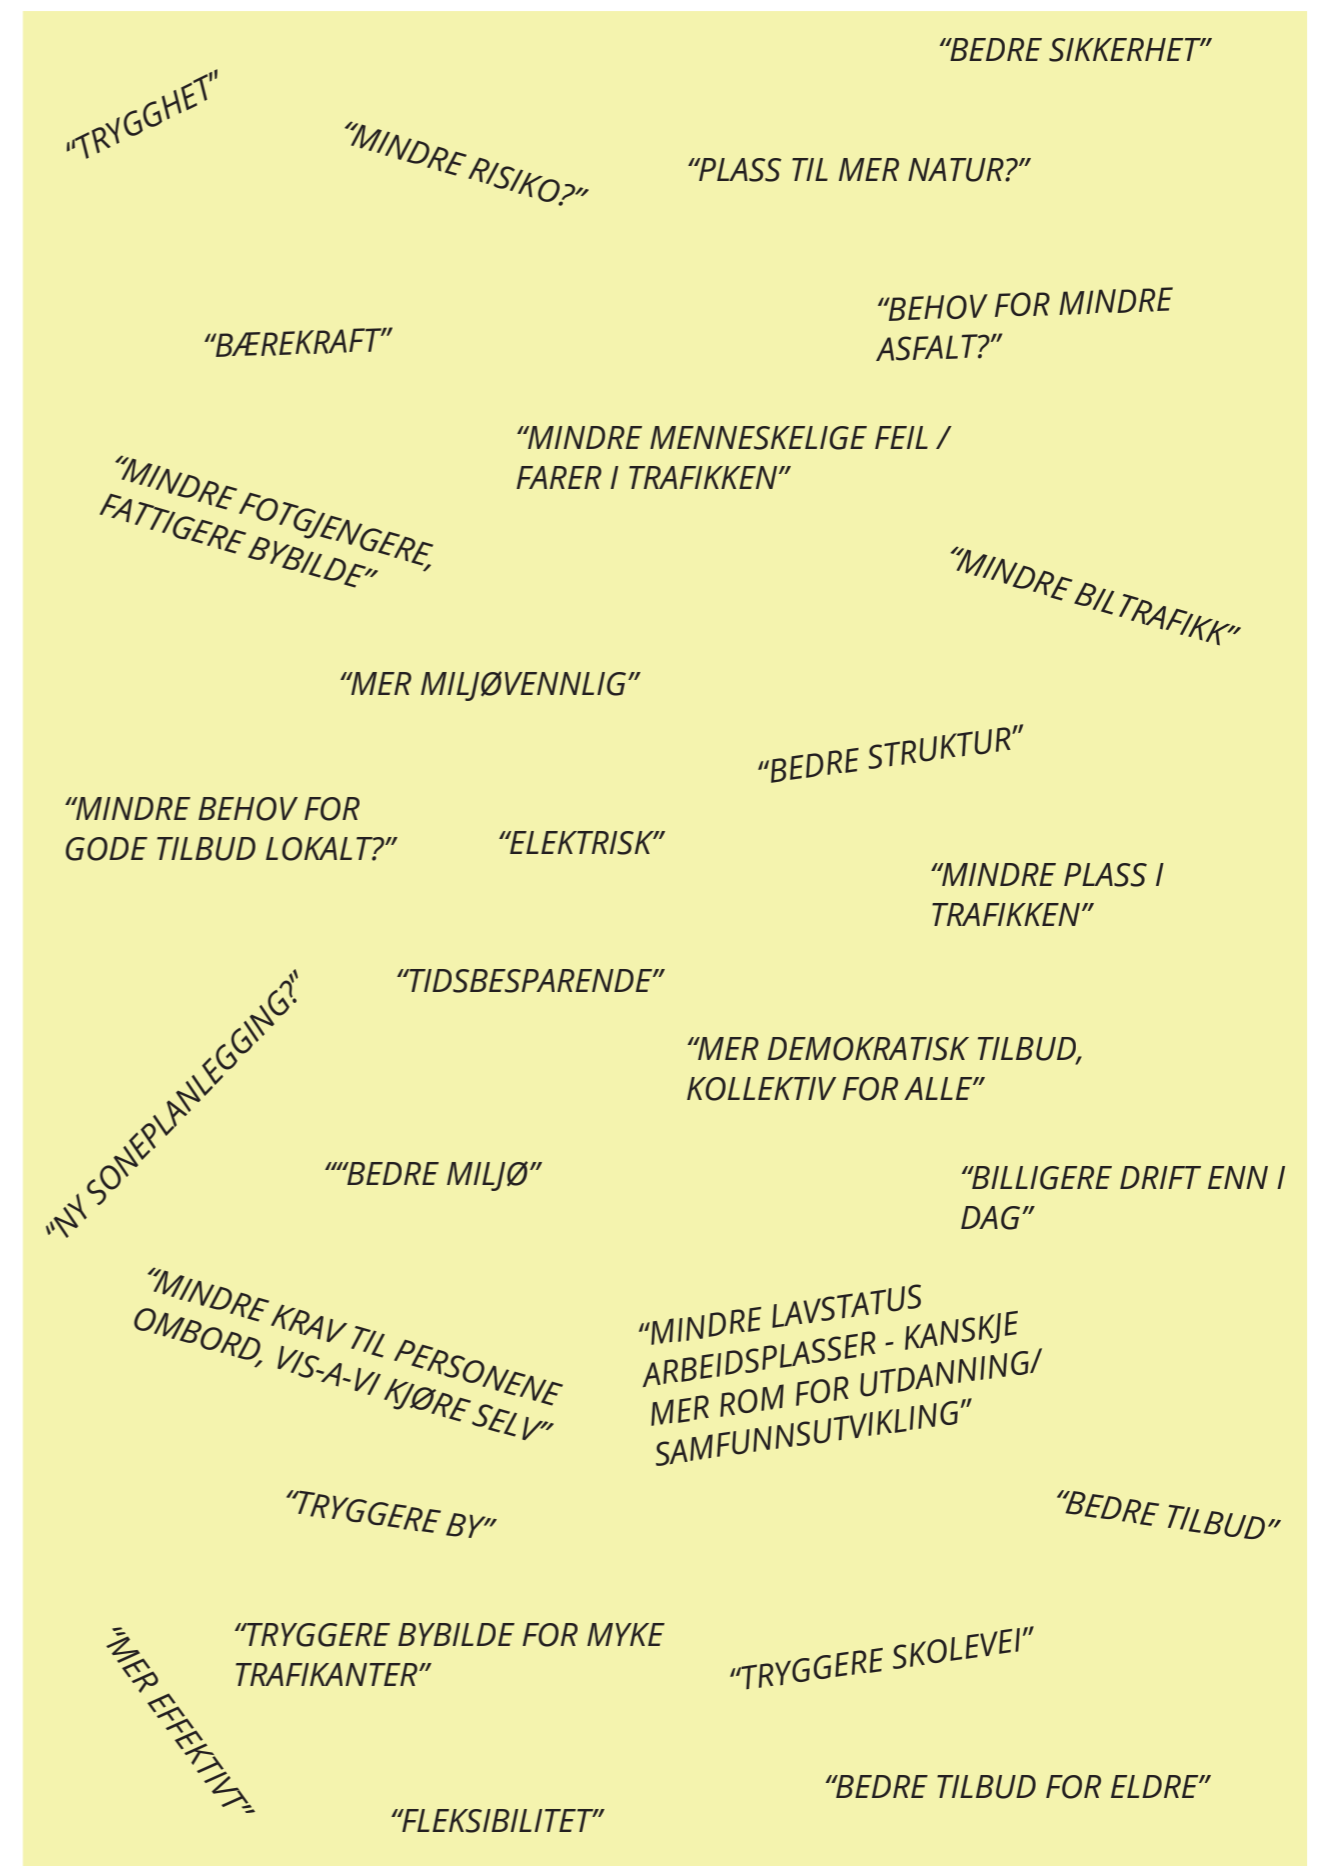 “BEDRE SIKKERHET”
“TRYGGHET”
“MINDRE RISIKO?”
“PLASS TIL MER NATUR?”
“BEHOV FOR MINDRE
ASFALT?”
“BÆREKRAFT”
“MINDRE MENNESKELIGE FEIL /
FARER I TRAFIKKEN”
“MINDRE FOTGJENGERE,
FATTIGERE BYBILDE”
“MINDRE BILTRAFIKK”
“MER MILJØVENNLIG”
“BEDRE STRUKTUR”
“MINDRE BEHOV FOR
GODE TILBUD LOKALT?”
“ELEKTRISK”
“MINDRE PLASS I
TRAFIKKEN”
“TIDSBESPARENDE”
“NY SONEPLANLEGGING?”
“MER DEMOKRATISK TILBUD,
KOLLEKTIV FOR ALLE”
““BEDRE MILJØ”
“BILLIGERE DRIFT ENN I
DAG”
“MINDRE KRAV TIL PERSONENE
OMBORD, VIS-A-VI KJØRE SELV”
“MINDRE LAVSTATUS
ARBEIDSPLASSER - KANSKJE
MER ROM FOR UTDANNING/
SAMFUNNSUTVIKLING”
“TRYGGERE BY”
“BEDRE TILBUD”
“MER EFFEKTIVT”
“TRYGGERE BYBILDE FOR MYKE
TRAFIKANTER”
“TRYGGERE SKOLEVEI”
“BEDRE TILBUD FOR ELDRE”
“FLEKSIBILITET”